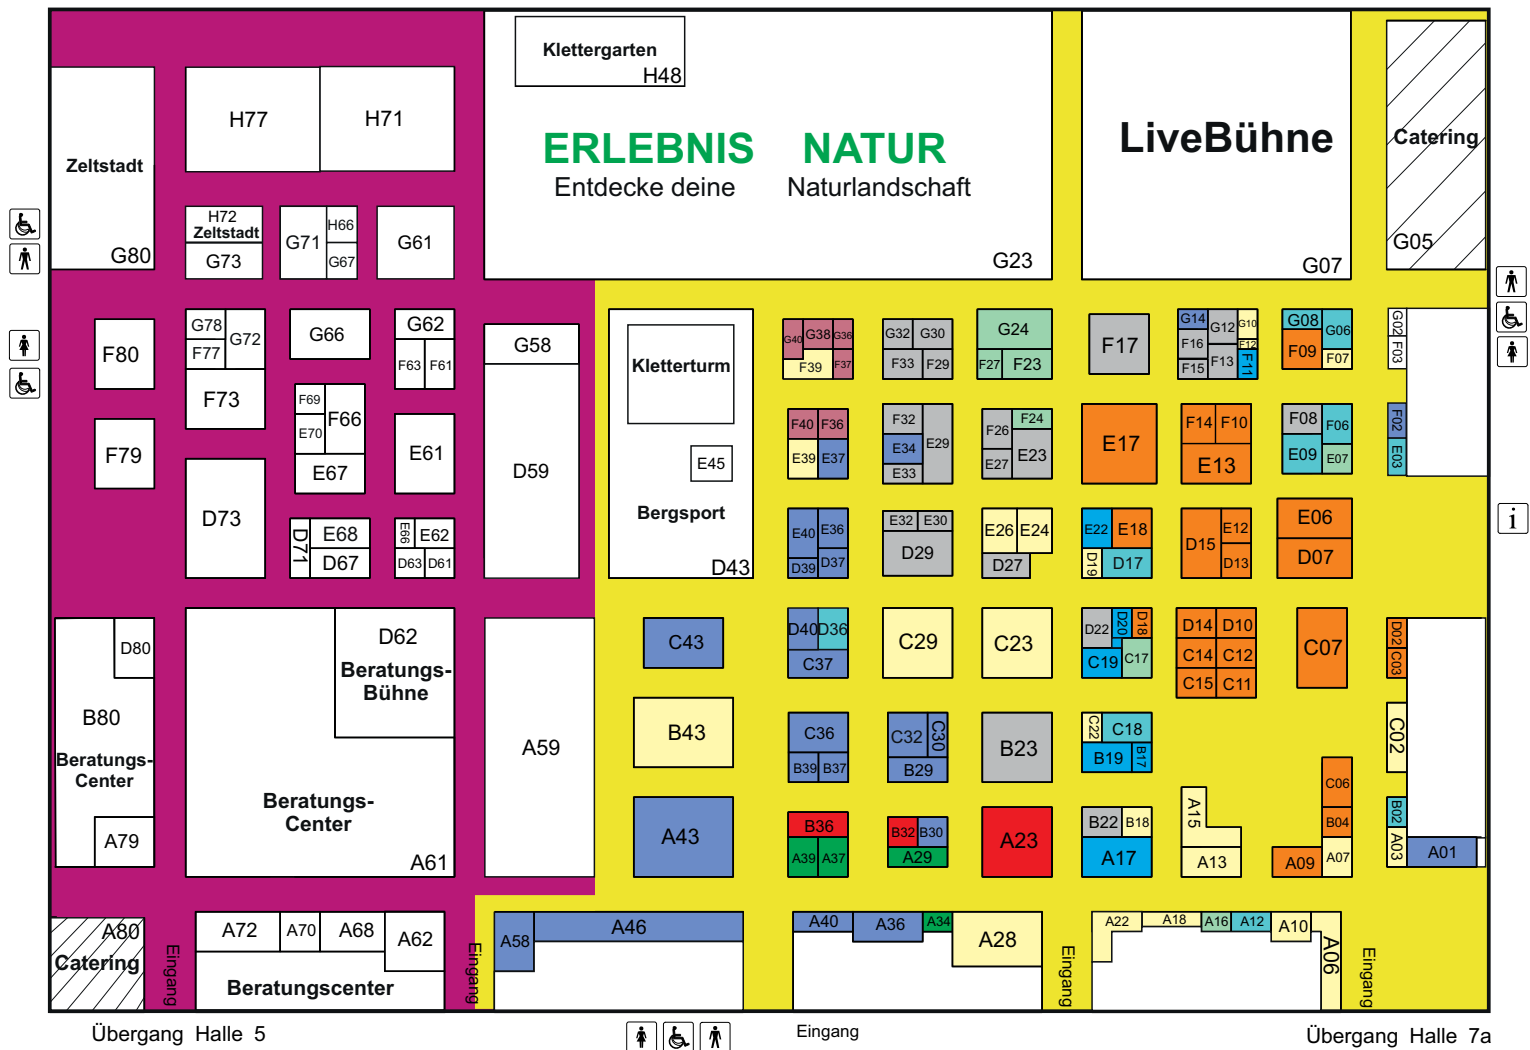 Klettergarten
H48
ERLEBNIS NATUR
Entdecke deine Naturlandschaft
G23
LiveBühne
G07
Catering
G05
Zeltstadt
G80
H77
H71
H72
Zeltstadt
G73
G71
H66
G67
G61
F80
G78
F77
G72
F73
G66
G62
F63
F61
G58
D59
Kletterturm
E45
Bergsport
D43
G40
G38
G36
F39
F37
G32
G30
F33
F29
G24
F27
F23
F17
G14
G12
G10
F16
F12
F15
F13
F11
G08
G06
F09
F07
G02
F03
F79
F69
E70
F66
E67
E61
F40
F36
E39
E37
F32
E34
E33
E29
F26
F24
E27
E23
E17
F14
F10
E13
F08
F06
E09
E07
F02
E03
D73
D71
E68
D67
E66
E62
D63
D61
E40
E36
D39
D37
E32
E30
D29
E26
E24
D27
E22
E18
D19
D17
D15
E12
D13
E06
D07
D80
B80
Beratungs-
Center
A79
D62
Beratungs-
Bühne
Beratungs-
Center
A61
A59
C43
D40
D36
C37
C29
C23
D22
D20
D18
C19
C17
D14
D10
C14
C12
C15
C11
C07
D02
C03
B43
C36
B39
B37
C32
C30
B29
B23
C22
C18
B19
B17
C02
A43
B36
A39
A37
B32
B30
A29
A23
B22
B18
A17
A15
A13
C06
B04
A09
A07
B02
A03
A01
A80
Catering
Eingang
A72
A70
A68
A62
Beratungscenter
Eingang
A58
A46
A40
A36
A34
A28
Eingang
A22
A18
A16
A12
A10
A06
Eingang
i
Übergang Halle 5
Eingang
Übergang Halle 7a